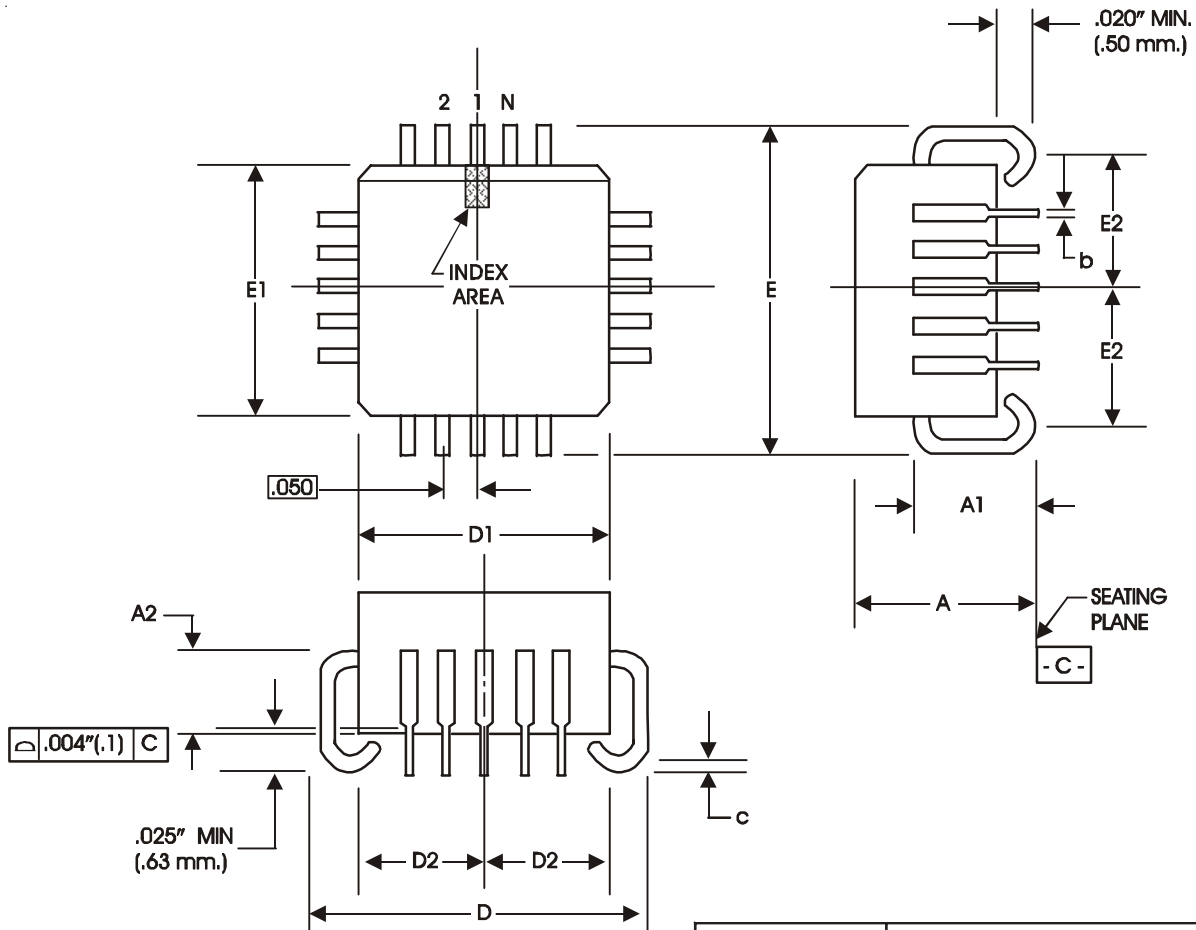 .020" MIN.
(.50 mm.)
2 1 N
INDEX
AREA
E1
E
E2
b
E2
.050
D1
A1
A
SEATING
PLANE
- C -
A2
.004"(.1) C
.025" MIN
(.63 mm.)
c
D2 D2
D